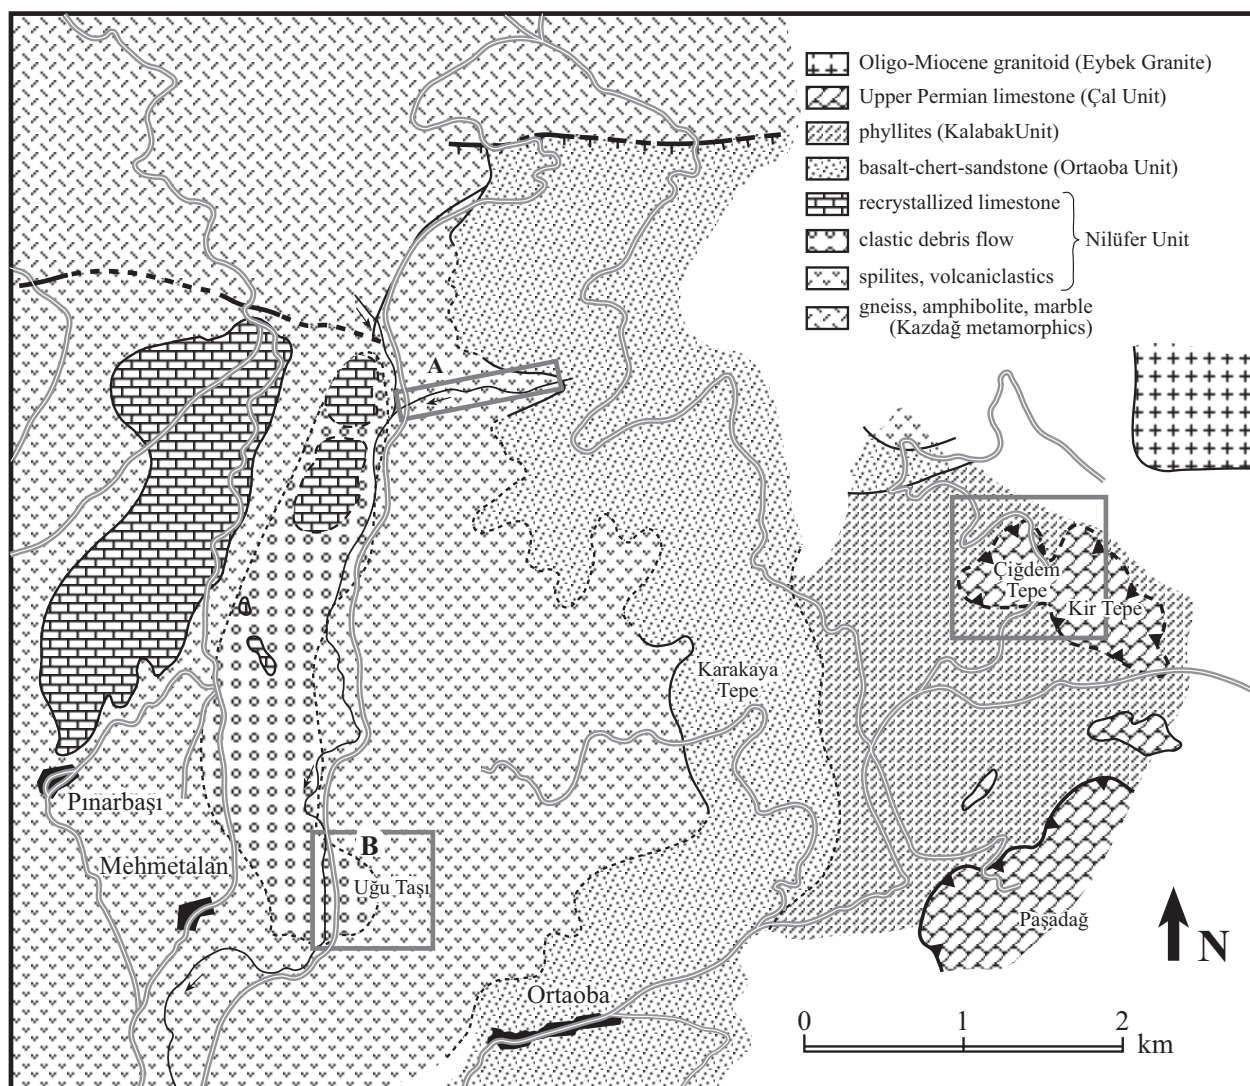 Oligo-Miocene granitoid (Eybek Granite)
Upper Permian limestone (Çal Unit)
phyllites (KalabakUnit)
basalt-chert-sandstone (Ortaoba Unit)
recrystallized limestone
clastic debris flow
Nilüfer Unit
spilites, volcaniclastics
gneiss, amphibolite, marble
(Kazdağ metamorphics)
A
Çiğdem
Tepe
Kir Tepe
Karakaya
Tepe
Pınarbaşı
B
Mehmetalan
Uğu Taşı
Paşadağ
N
Ortaoba
0 1 2
km